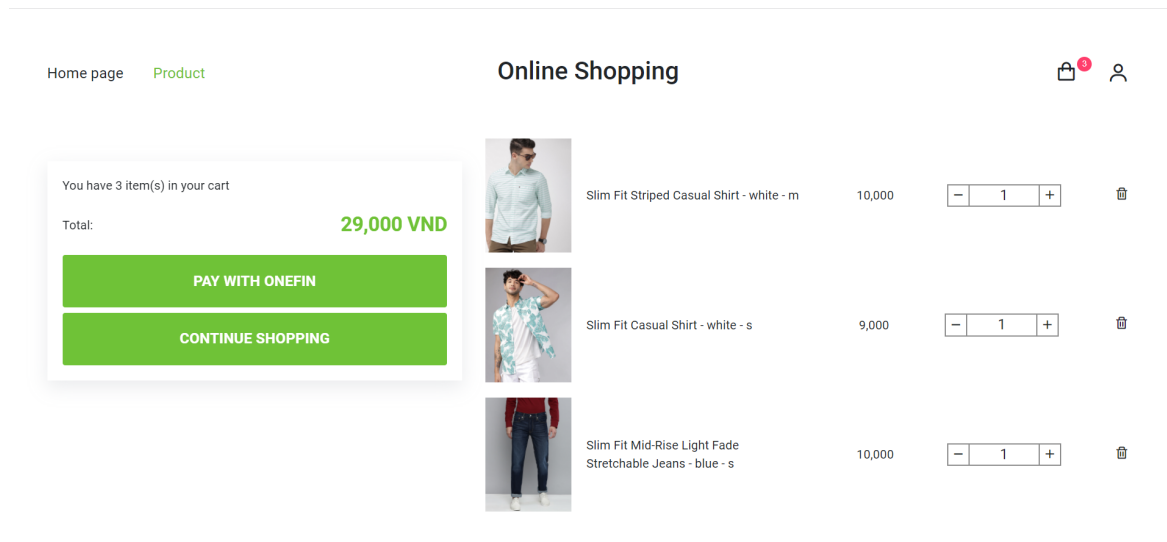 Home page
Product
Online Shopping
3
You have 3 item(s) in your cart
Total:
29,000 VND
PAY WITH ONEFIN
CONTINUE SHOPPING
Slim Fit Striped Casual Shirt - white - m
10,000
− 1 +
Slim Fit Casual Shirt - white - s
9,000
− 1 +
Slim Fit Mid-Rise Light Fade
Stretchable Jeans - blue - s
10,000
− 1 +